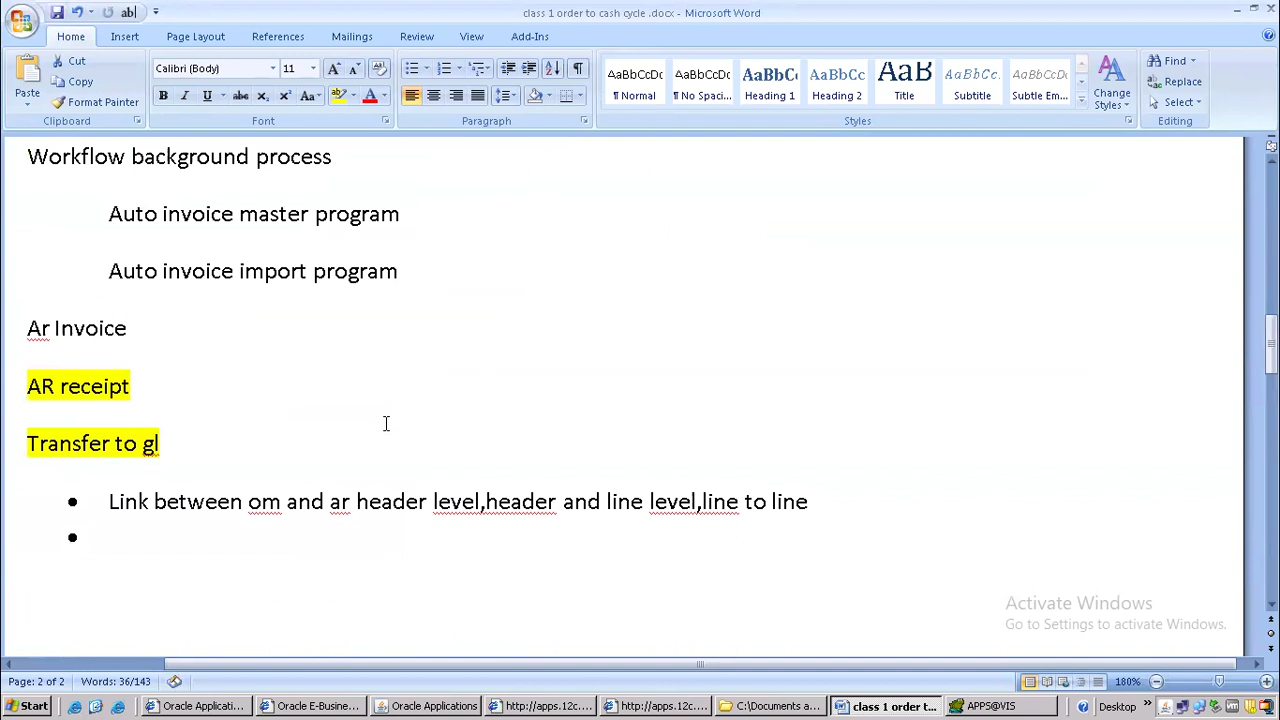 class 1 order to cash cycle .docx - Microsoft Word
Home Insert Page Layout References Mailings Review View Add-Ins
Paste
Cut
Copy
Format Painter
Clipboard
Calibri (Body) 11
Font
Paragraph
AaBbCcDc AaBbCcDc AaBbCc AaBbCc AaB AaBbCc. AaBbCcDc
¶ Normal ¶ No Spaci... Heading 1 Heading 2 Title Subtitle Subtle Em...
Change Styles
Styles
Find
Replace
Select
Editing
Workflow background process
Auto invoice master program
Auto invoice import program
Ar Invoice
AR receipt
Transfer to gl
• Link between om and ar header level,header and line level,line to line
•
Activate Windows
Go to Settings to activate Windows.
Page: 2 of 2 Words: 36/143 180%
Start Oracle Applicati... Oracle E-Busine... Oracle Applications http://apps.12c.... http://apps.12c.... C:\Documents a... class 1 order t... APPS@VIS Desktop